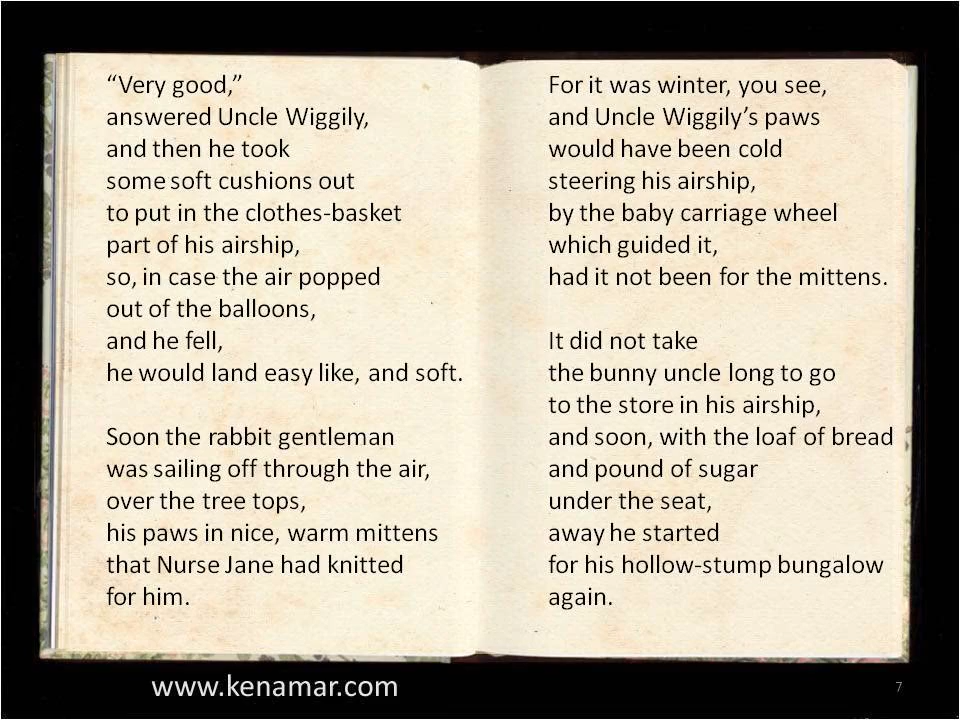 “Very good,”
answered Uncle Wiggily,
and then he took
some soft cushions out
to put in the clothes-basket
part of his airship,
so, in case the air popped
out of the balloons,
and he fell,
he would land easy like, and soft.
Soon the rabbit gentleman
was sailing off through the air,
over the tree tops,
his paws in nice, warm mittens
that Nurse Jane had knitted
for him.
For it was winter, you see,
and Uncle Wiggily’s paws
would have been cold
steering his airship,
by the baby carriage wheel
which guided it,
had it not been for the mittens.
It did not take
the bunny uncle long to go
to the store in his airship,
and soon, with the loaf of bread
and pound of sugar
under the seat,
away he started
for his hollow-stump bungalow
again.
www.kenamar.com
7